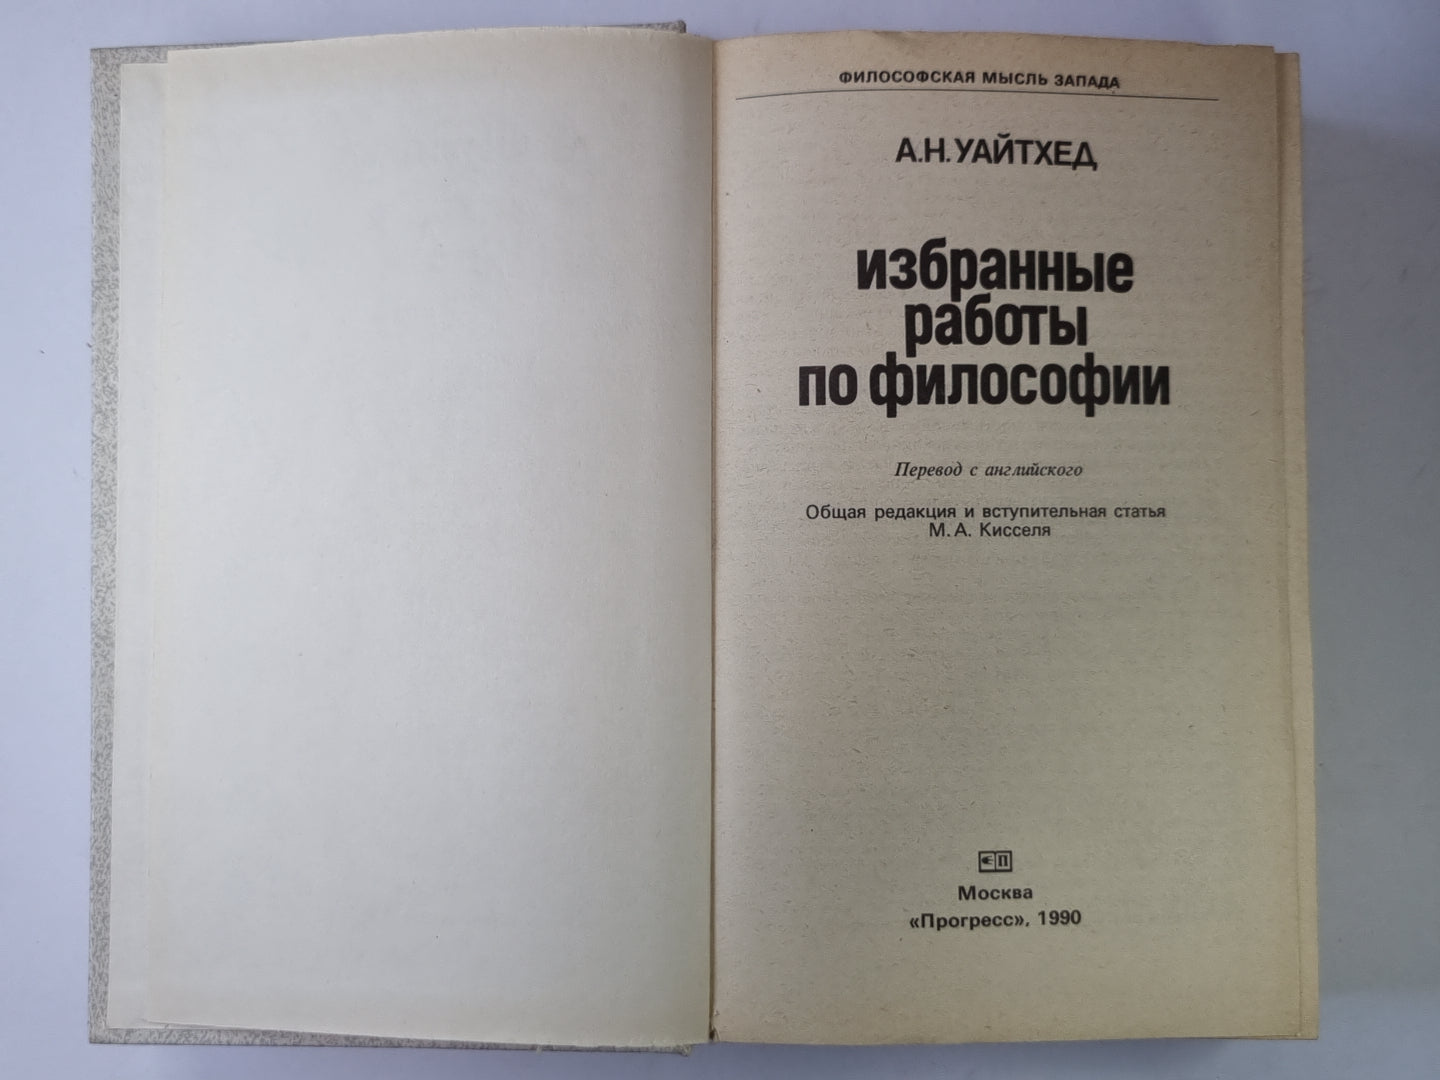 ФИЛОСОФСКАЯ МЫСЛЬ ЗАПАДА
А.Н.УАЙТХЕД
избранные
работы
по философии
Перевод с английского
Общая редакция и вступительная статья
М.А. Кисселя
П
Москва
«Прогресс», 1990